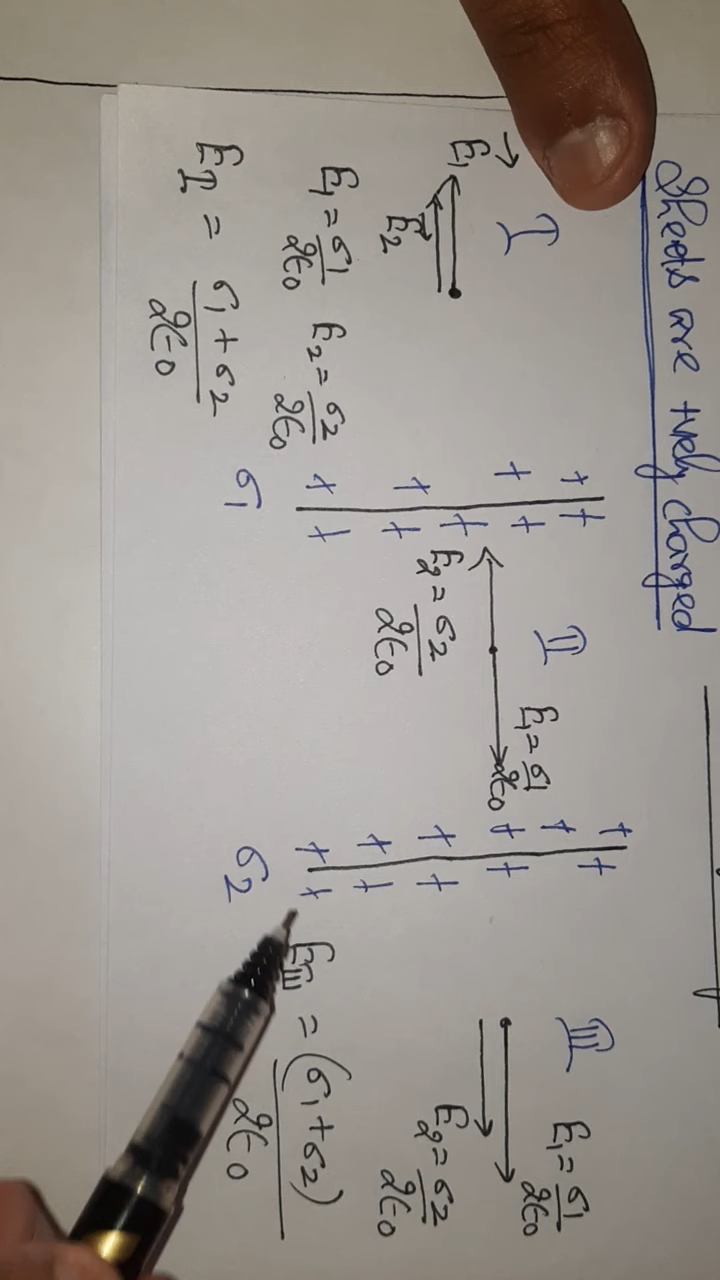 Sheets are +vely charged
I
II
III
E₁
E₂
E₁ = σ₁/2ϵ₀ E₂ = σ₂/2ϵ₀
E_I = σ₁ + σ₂/2ϵ₀
+ + + + + + + + +
σ₁
E₁ = σ₁/2ϵ₀
E₂ = σ₂/2ϵ₀
+ + + + + + + + + + +
σ₂
E₁ = σ₁/2ϵ₀
E₂ = σ₂/2ϵ₀
E_III = (σ₁ + σ₂)/2ϵ₀